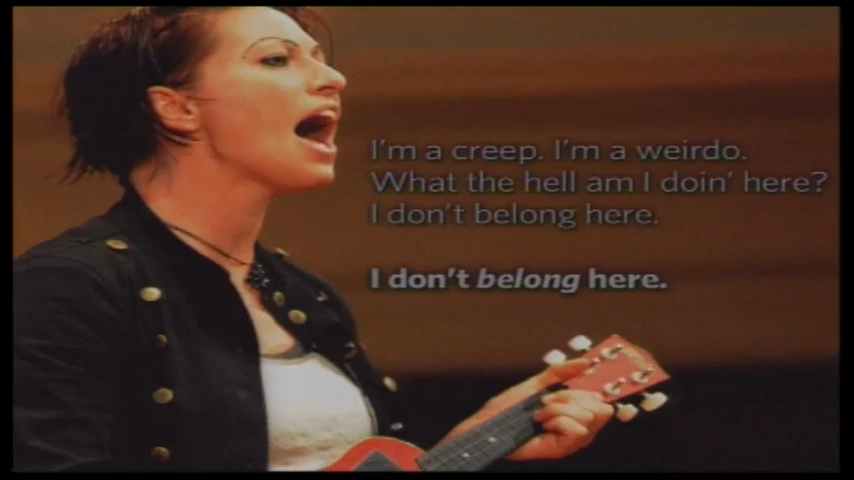 I'm a creep. I'm a weirdo.
What the hell am I doin' here?
I don't belong here.
I don't belong here.